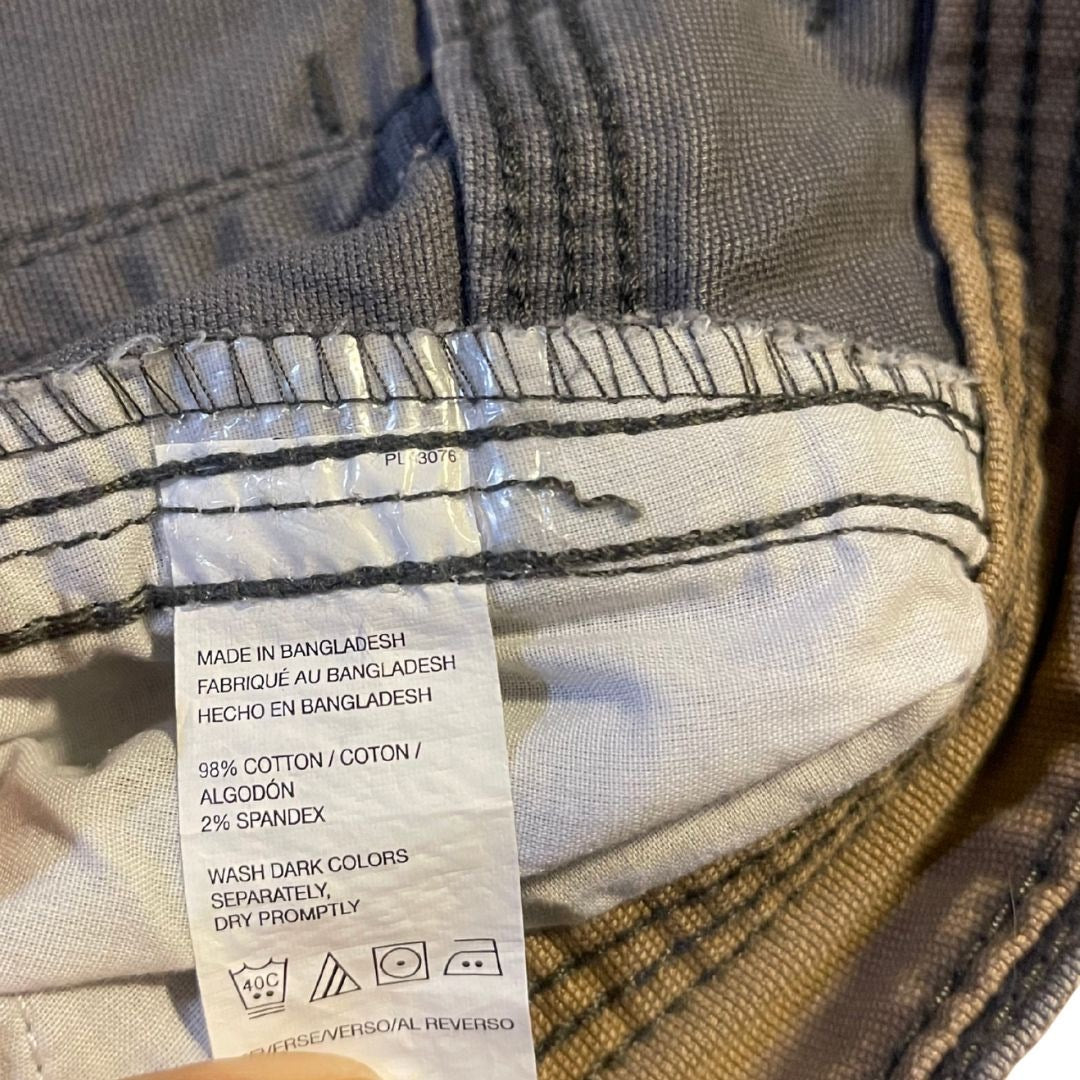 MADE IN BANGLADESH
FABRIQUÉ AU BANGLADESH
HECHO EN BANGLADESH
98% COTTON / COTON /
ALGODÓN
2% SPANDEX
WASH DARK COLORS
SEPARATELY,
DRY PROMPTLY
40C
/VERSO/AL REVERSO